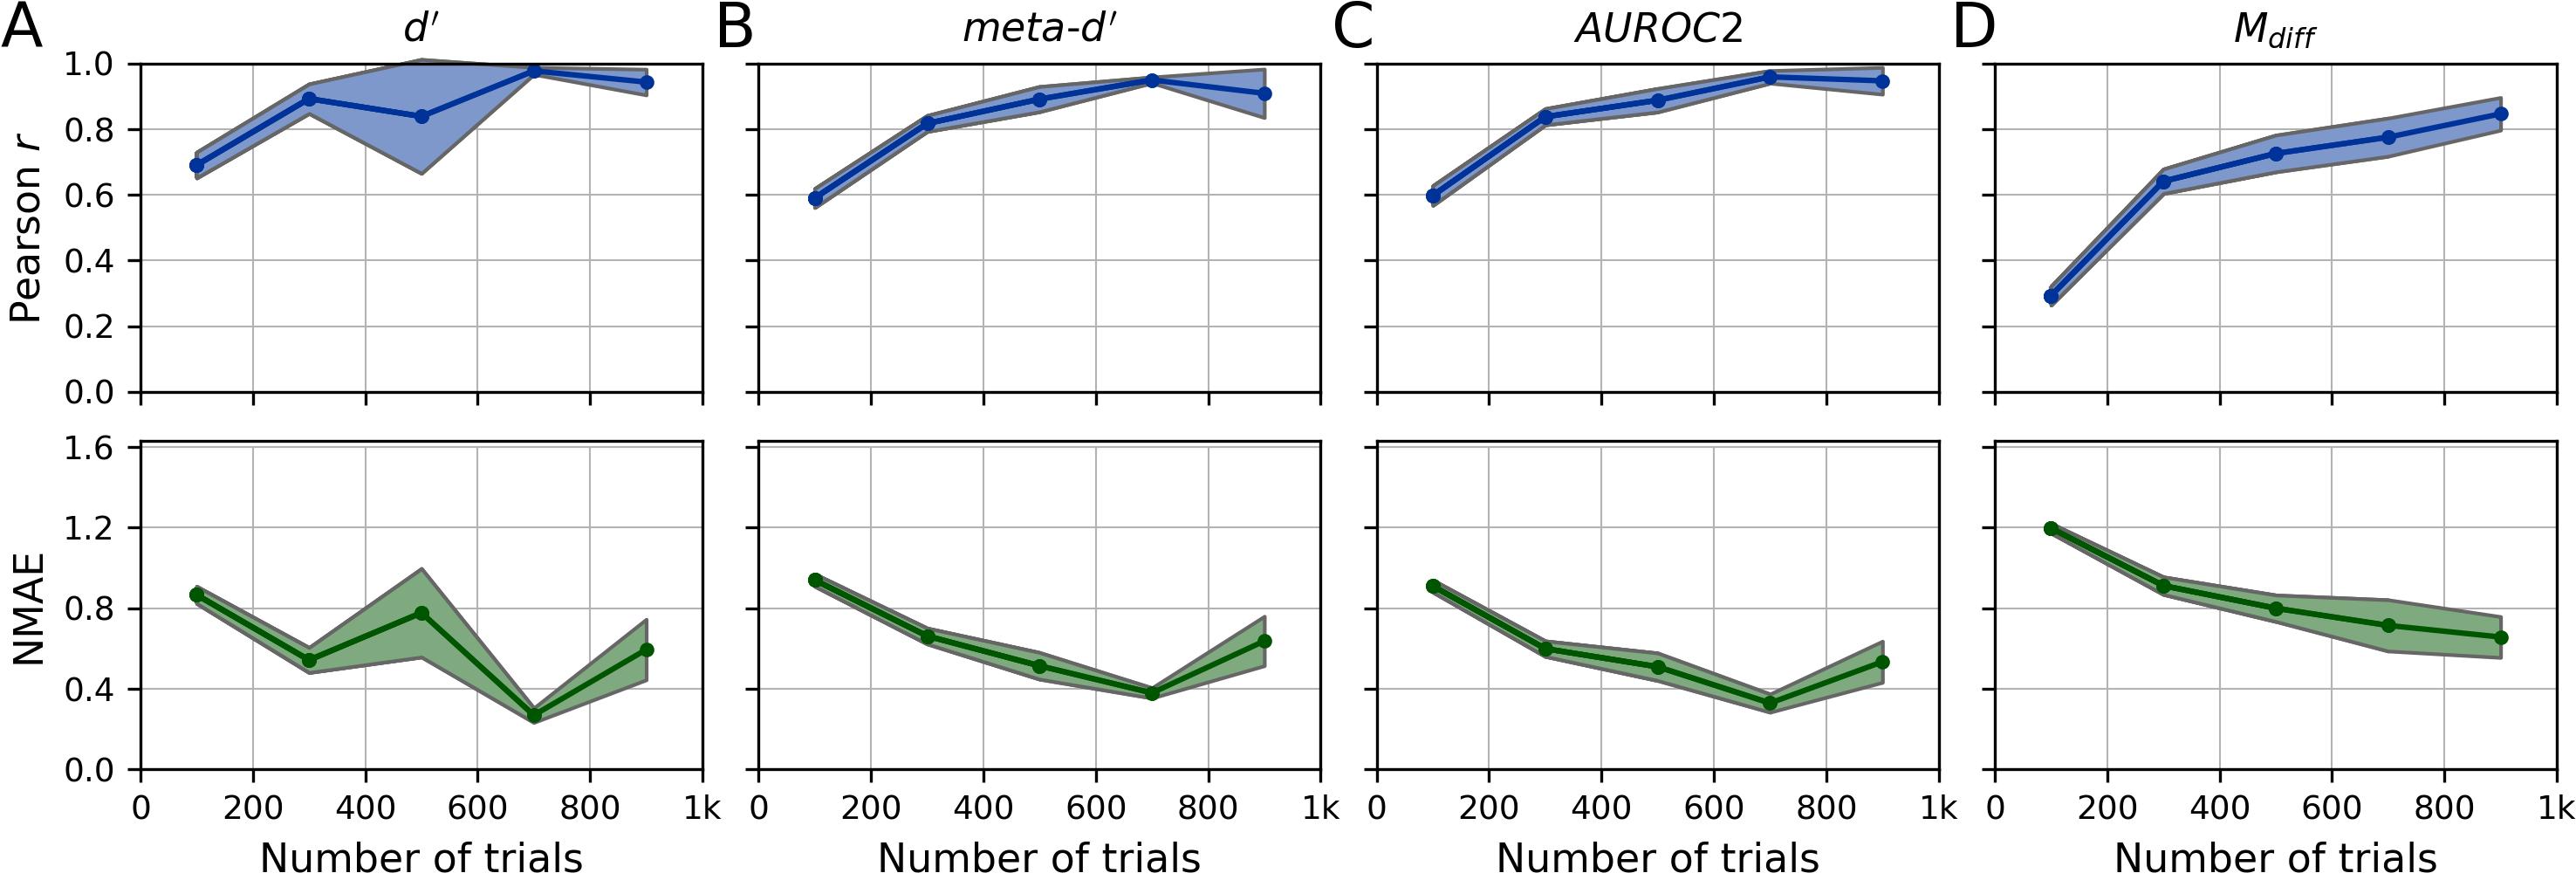 A d′ B meta-d′ C AUROC2 D Mdiff
Pearson r
1.0
0.8
0.6
0.4
0.2
0.0
NMAE
1.6
1.2
0.8
0.4
0.0
0 200 400 600 800 1k 0 200 400 600 800 1k 0 200 400 600 800 1k 0 200 400 600 800 1k
Number of trials Number of trials Number of trials Number of trials